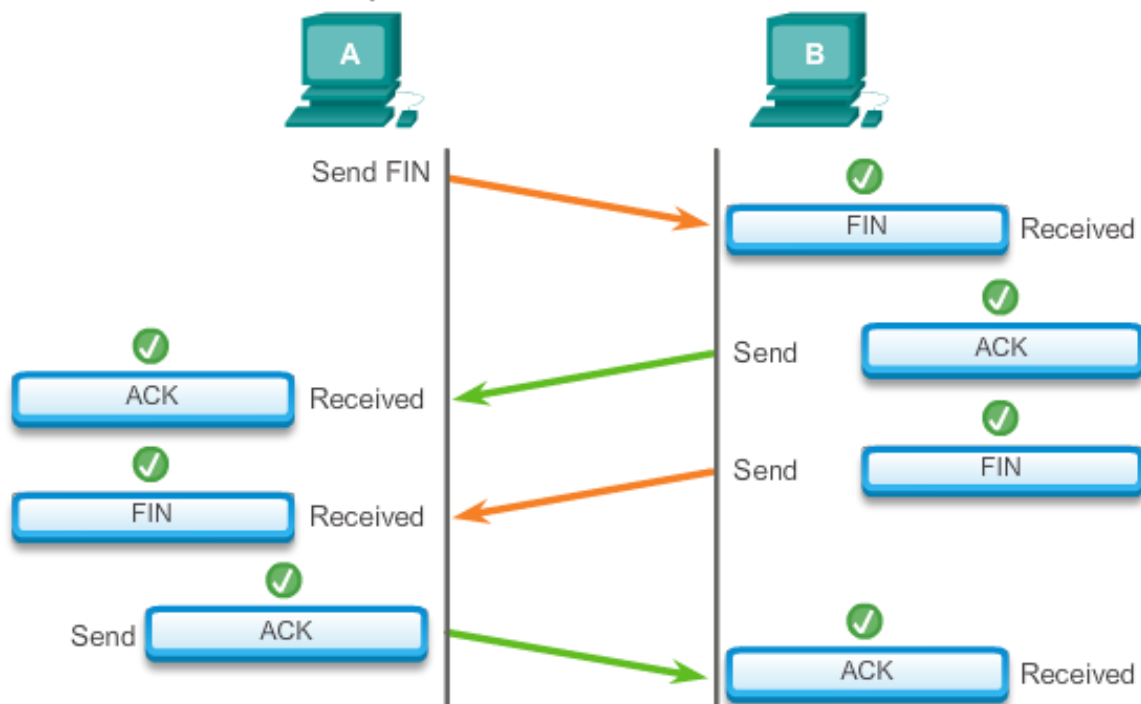 A
B
Send FIN
FIN Received
Send ACK
ACK Received
Send FIN
FIN Received
Send ACK
ACK Received